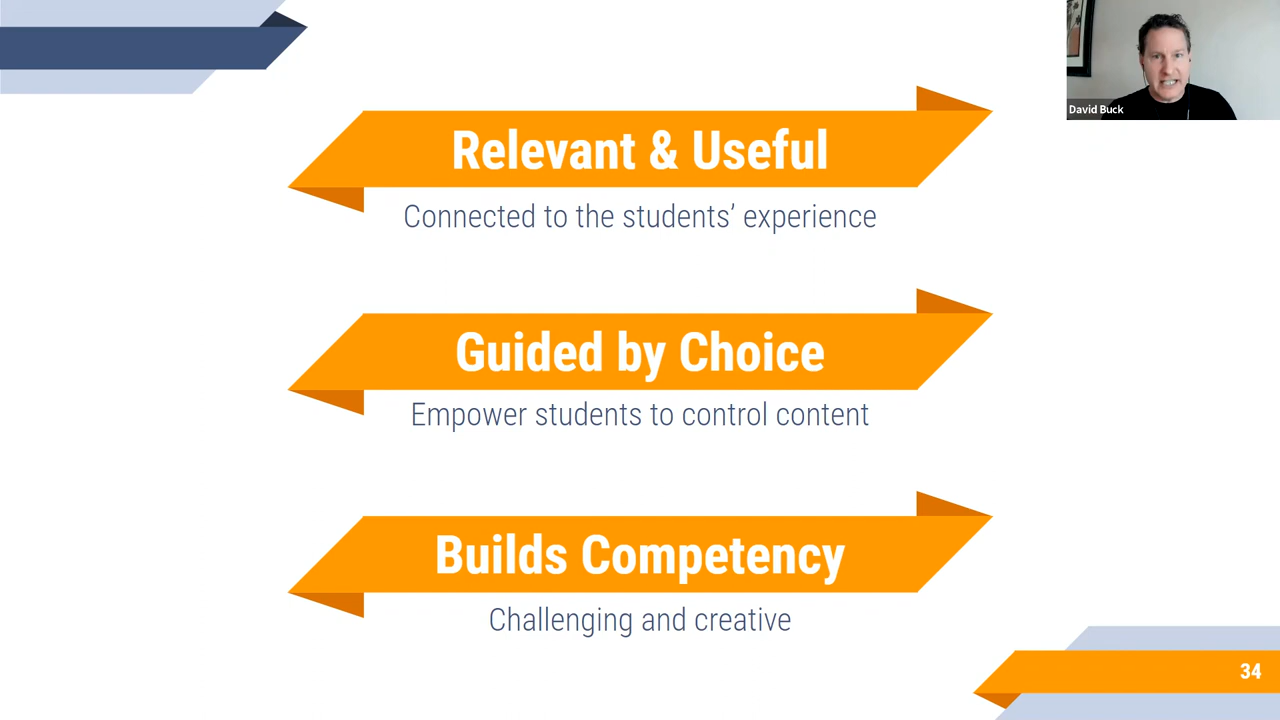 David Buck
Relevant & Useful
Connected to the students’ experience
Guided by Choice
Empower students to control content
Builds Competency
Challenging and creative
34